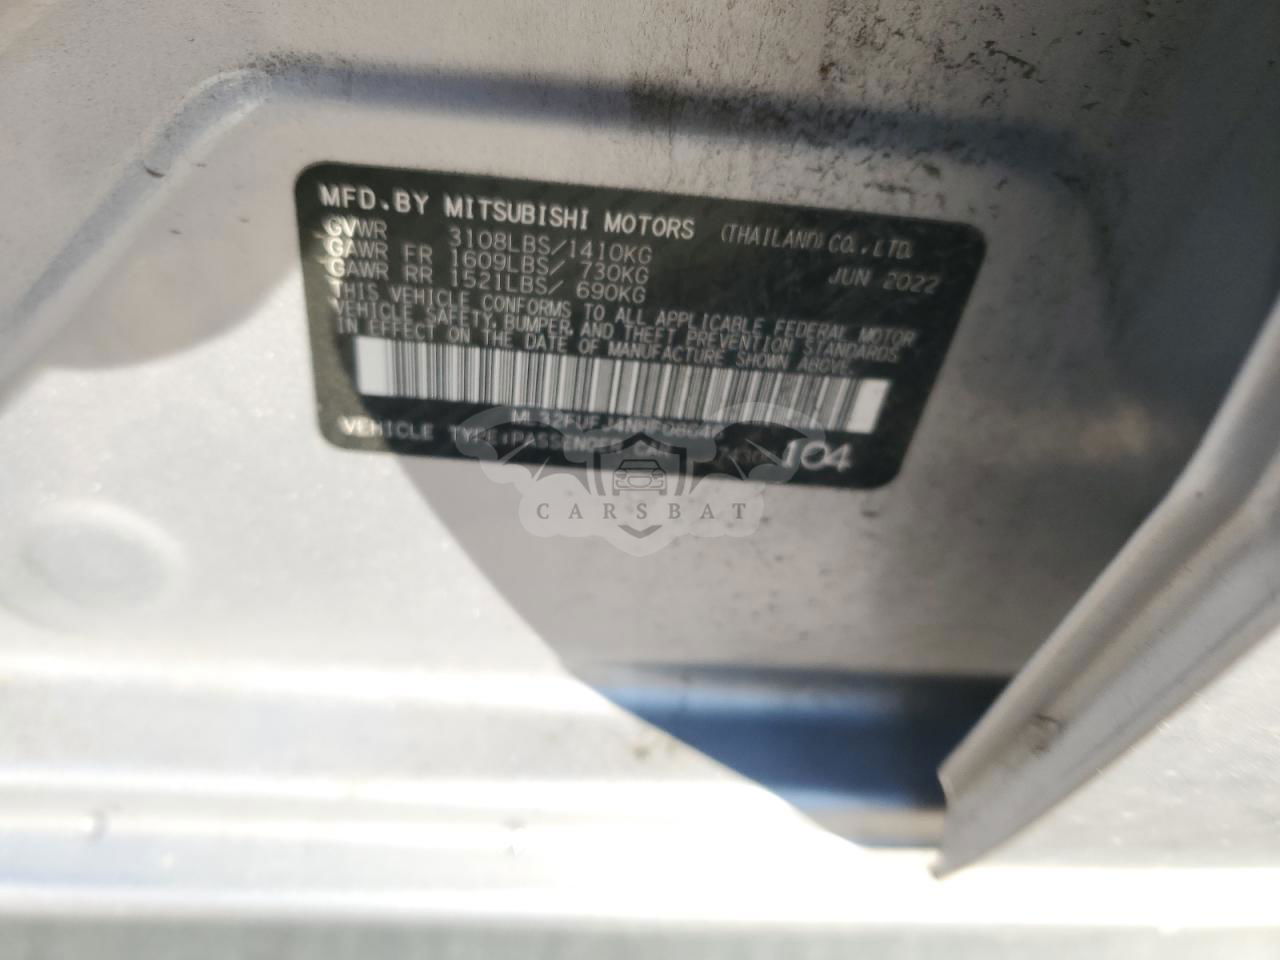 MFD.BY MITSUBISHI MOTORS (THAILAND) CO.,LTD.
GVWR 3108LBS/1410KG JUN 2022
GAWR FR 1609LBS/ 730KG
GAWR RR 1521LBS/ 690KG
THIS VEHICLE CONFORMS TO ALL APPLICABLE FEDERAL MOTOR
VEHICLE SAFETY, BUMPER, AND THEFT PREVENTION STANDARDS
IN EFFECT ON THE DATE OF MANUFACTURE SHOWN ABOVE.
VEHICLE TYPE:PASSENGER CAR 104
CARSBAT